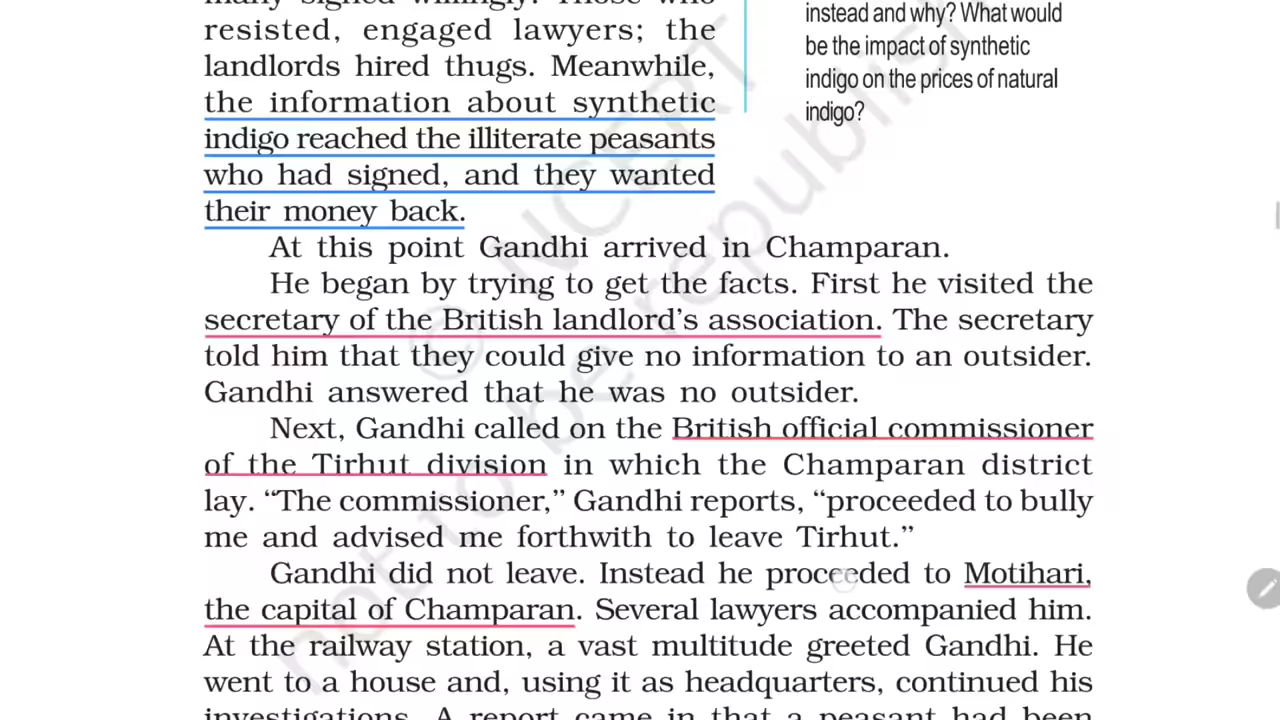 many signed willingly. Those who
resisted, engaged lawyers; the
landlords hired thugs. Meanwhile,
the information about synthetic
indigo reached the illiterate peasants
who had signed, and they wanted
their money back.
instead and why? What would
be the impact of synthetic
indigo on the prices of natural
indigo?
At this point Gandhi arrived in Champaran.
He began by trying to get the facts. First he visited the
secretary of the British landlord’s association. The secretary
told him that they could give no information to an outsider.
Gandhi answered that he was no outsider.
Next, Gandhi called on the British official commissioner
of the Tirhut division in which the Champaran district
lay. “The commissioner,” Gandhi reports, “proceeded to bully
me and advised me forthwith to leave Tirhut.”
Gandhi did not leave. Instead he proceeded to Motihari,
the capital of Champaran. Several lawyers accompanied him.
At the railway station, a vast multitude greeted Gandhi. He
went to a house and, using it as headquarters, continued his
investigations. A report came in that a peasant had been
© NCERT
not to be republish